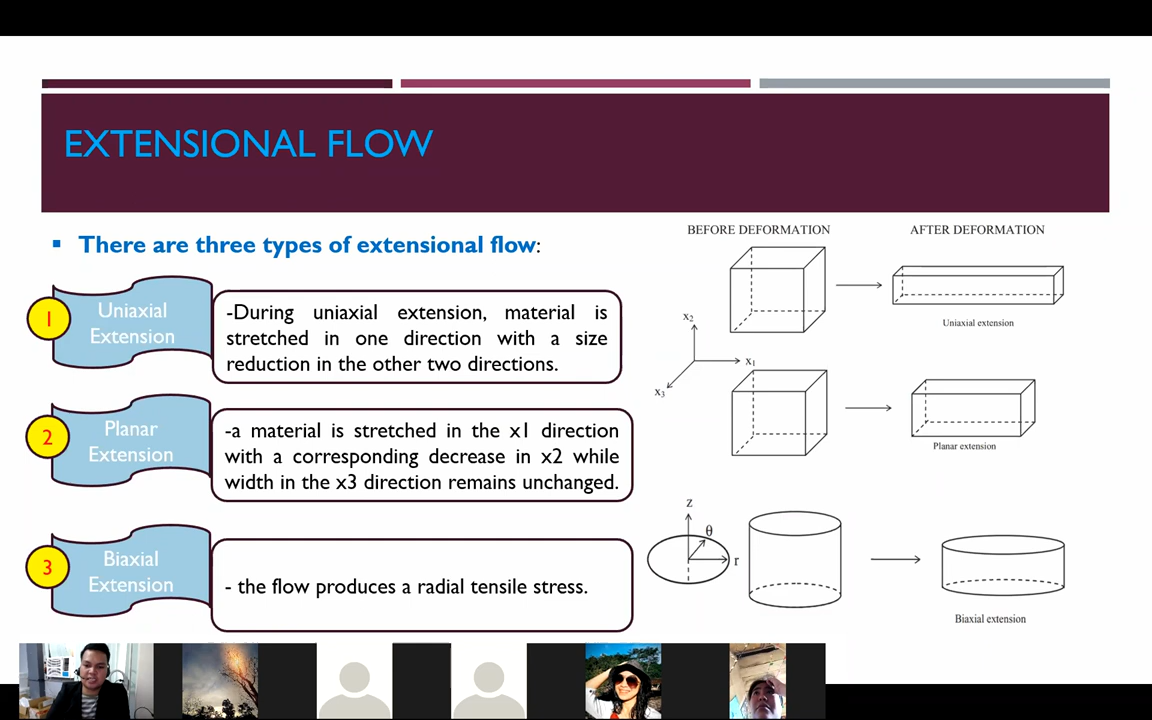 EXTENSIONAL FLOW
There are three types of extensional flow:
1
Uniaxial
Extension
-During uniaxial extension, material is
stretched in one direction with a size
reduction in the other two directions.
2
Planar
Extension
-a material is stretched in the x1 direction
with a corresponding decrease in x2 while
width in the x3 direction remains unchanged.
3
Biaxial
Extension
- the flow produces a radial tensile stress.
BEFORE DEFORMATION
AFTER DEFORMATION
Uniaxial extension
x2
x1
x3
Planar extension
z
θ
r
Biaxial extension